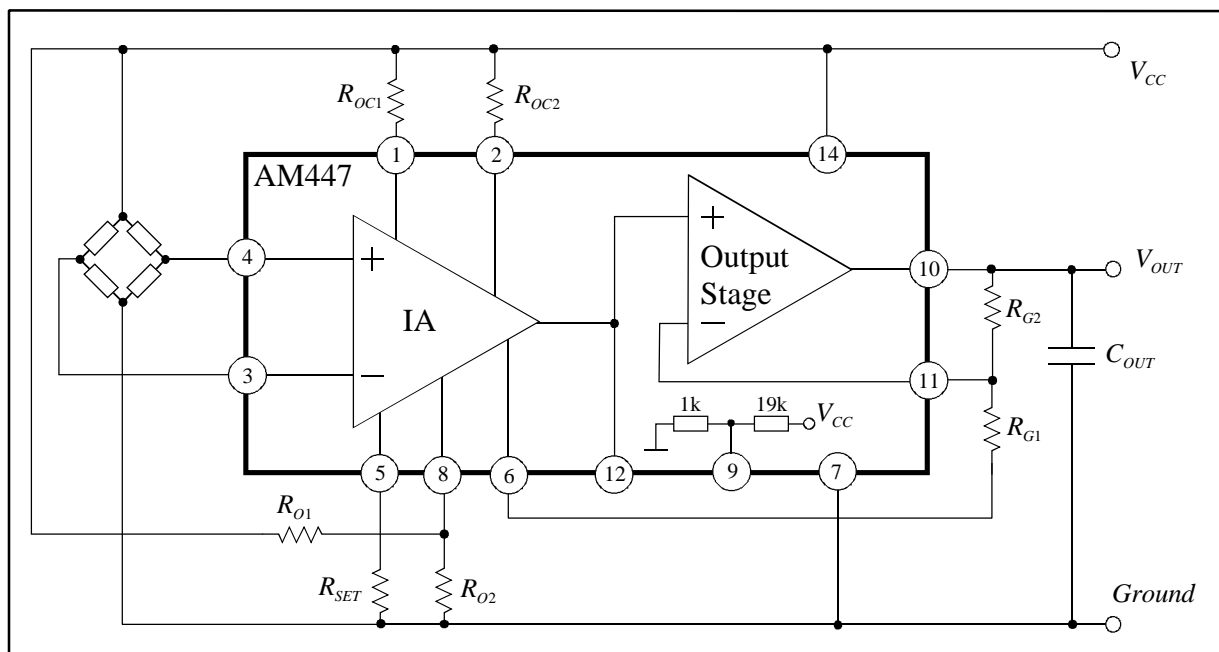 V_CC
R_OC1
R_OC2
1
2
14
AM447
4
+
+
Output
Stage
10
V_OUT
IA
−
R_G2
C_OUT
3
−
11
1k
19k
V_CC
R_G1
5
8
6
12
9
7
R_O1
R_SET
R_O2
Ground